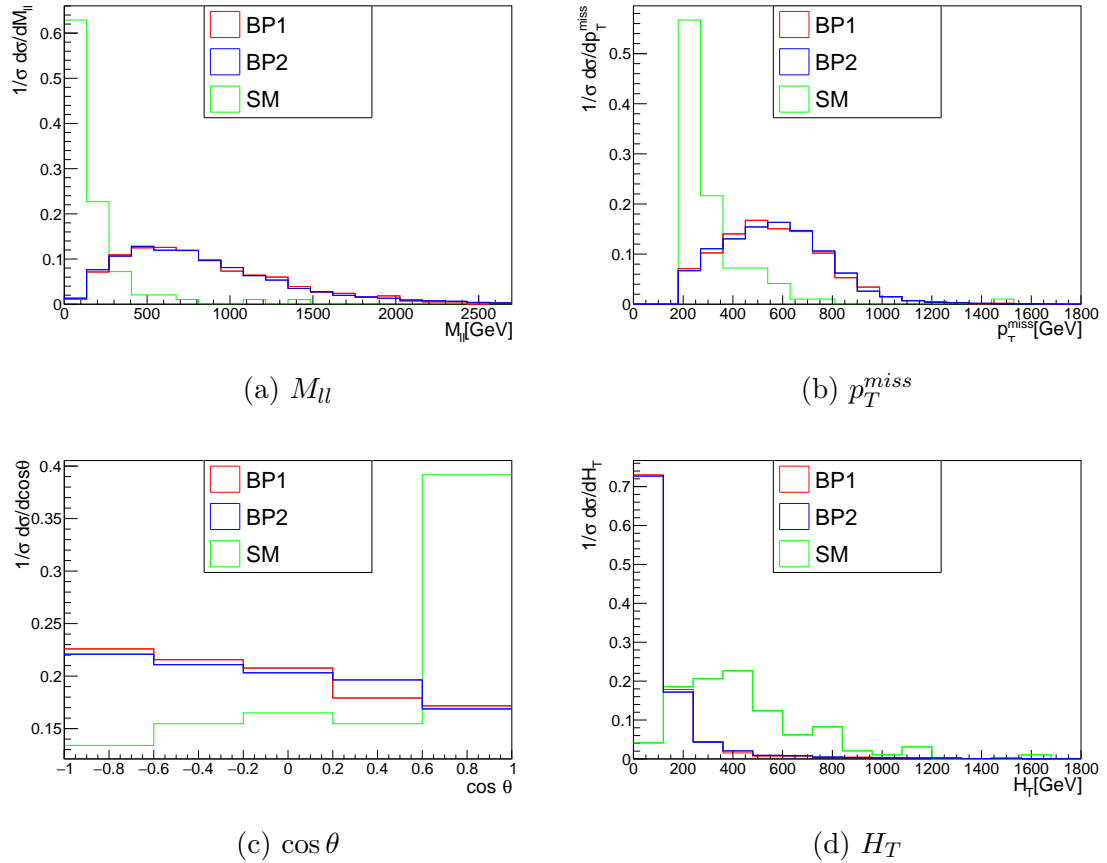 1/σ dσ/dM_ll
0.6
0.5
0.4
0.3
0.2
0.1
0
BP1
BP2
SM
0 500 1000 1500 2000 2500
M_ll[GeV]
(a) M_ll
1/σ dσ/dp_T^miss
0.5
0.4
0.3
0.2
0.1
0
BP1
BP2
SM
0 200 400 600 800 1000 1200 1400 1600 1800
p_T^miss[GeV]
(b) p_T^miss
1/σ dσ/dcosθ
0.4
0.35
0.3
0.25
0.2
0.15
BP1
BP2
SM
−1 −0.8 −0.6 −0.4 −0.2 0 0.2 0.4 0.6 0.8 1
cos θ
(c) cos θ
1/σ dσ/dH_T
0.7
0.6
0.5
0.4
0.3
0.2
0.1
0
BP1
BP2
SM
0 200 400 600 800 1000 1200 1400 1600 1800
H_T[GeV]
(d) H_T